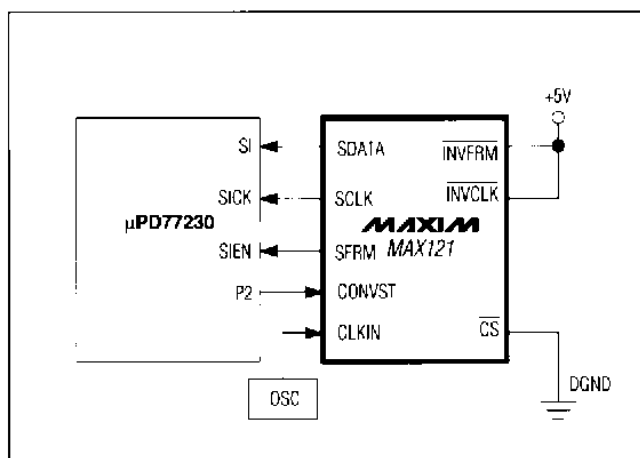 +5V
SI
SDATA
INVFRM
SICK
SCLK
INVCLK
µPD77230
MAXIM
MAX121
SIEN
SFRM
P2
CONVST
CLKIN
CS
DGND
OSC